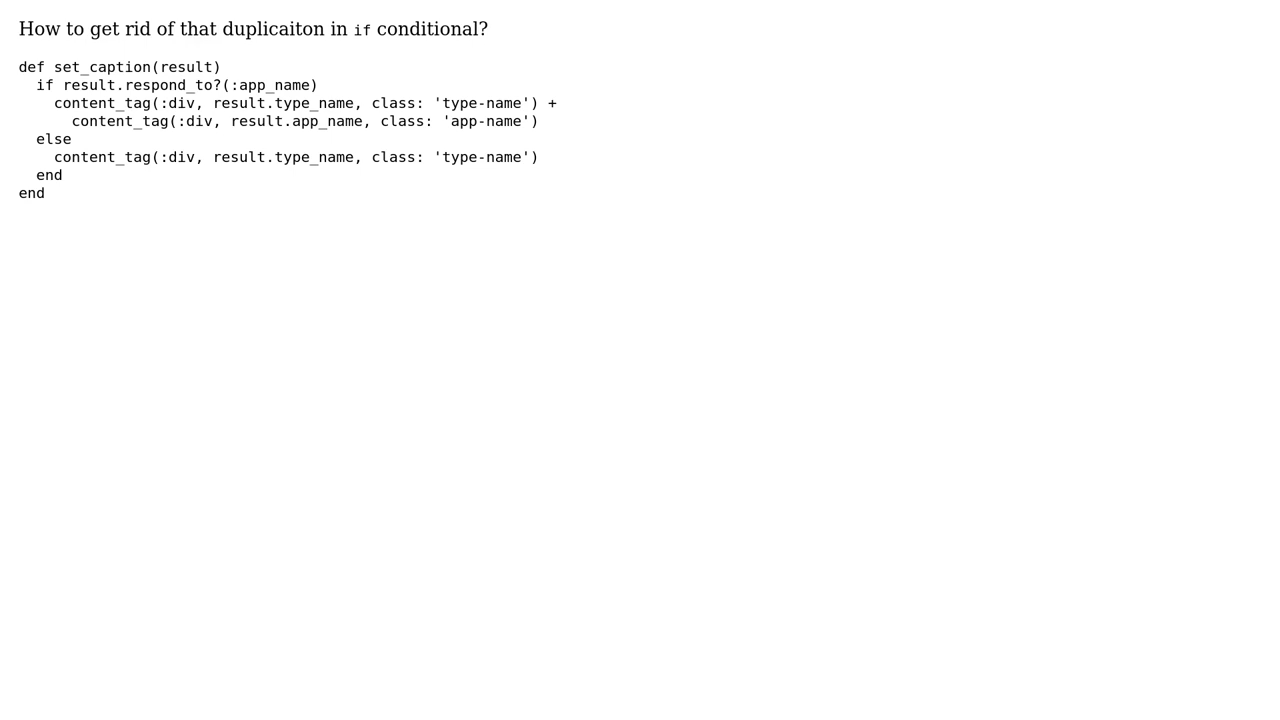 How to get rid of that duplicaiton in if conditional?
def set_caption(result)
  if result.respond_to?(:app_name)
    content_tag(:div, result.type_name, class: 'type-name') +
      content_tag(:div, result.app_name, class: 'app-name')
  else
    content_tag(:div, result.type_name, class: 'type-name')
  end
end